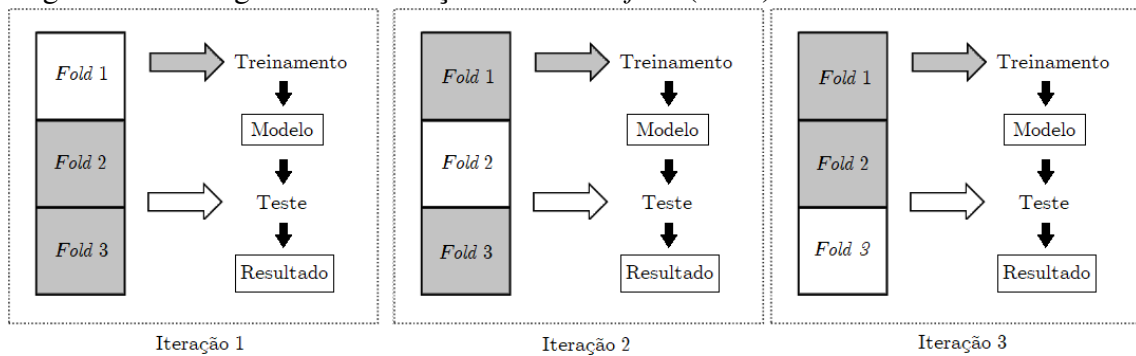 Fold 1
Treinamento
Modelo
Fold 2
Teste
Fold 3
Resultado
Iteração 1
Fold 1
Treinamento
Modelo
Fold 2
Teste
Fold 3
Resultado
Iteração 2
Fold 1
Treinamento
Modelo
Fold 2
Teste
Fold 3
Resultado
Iteração 3